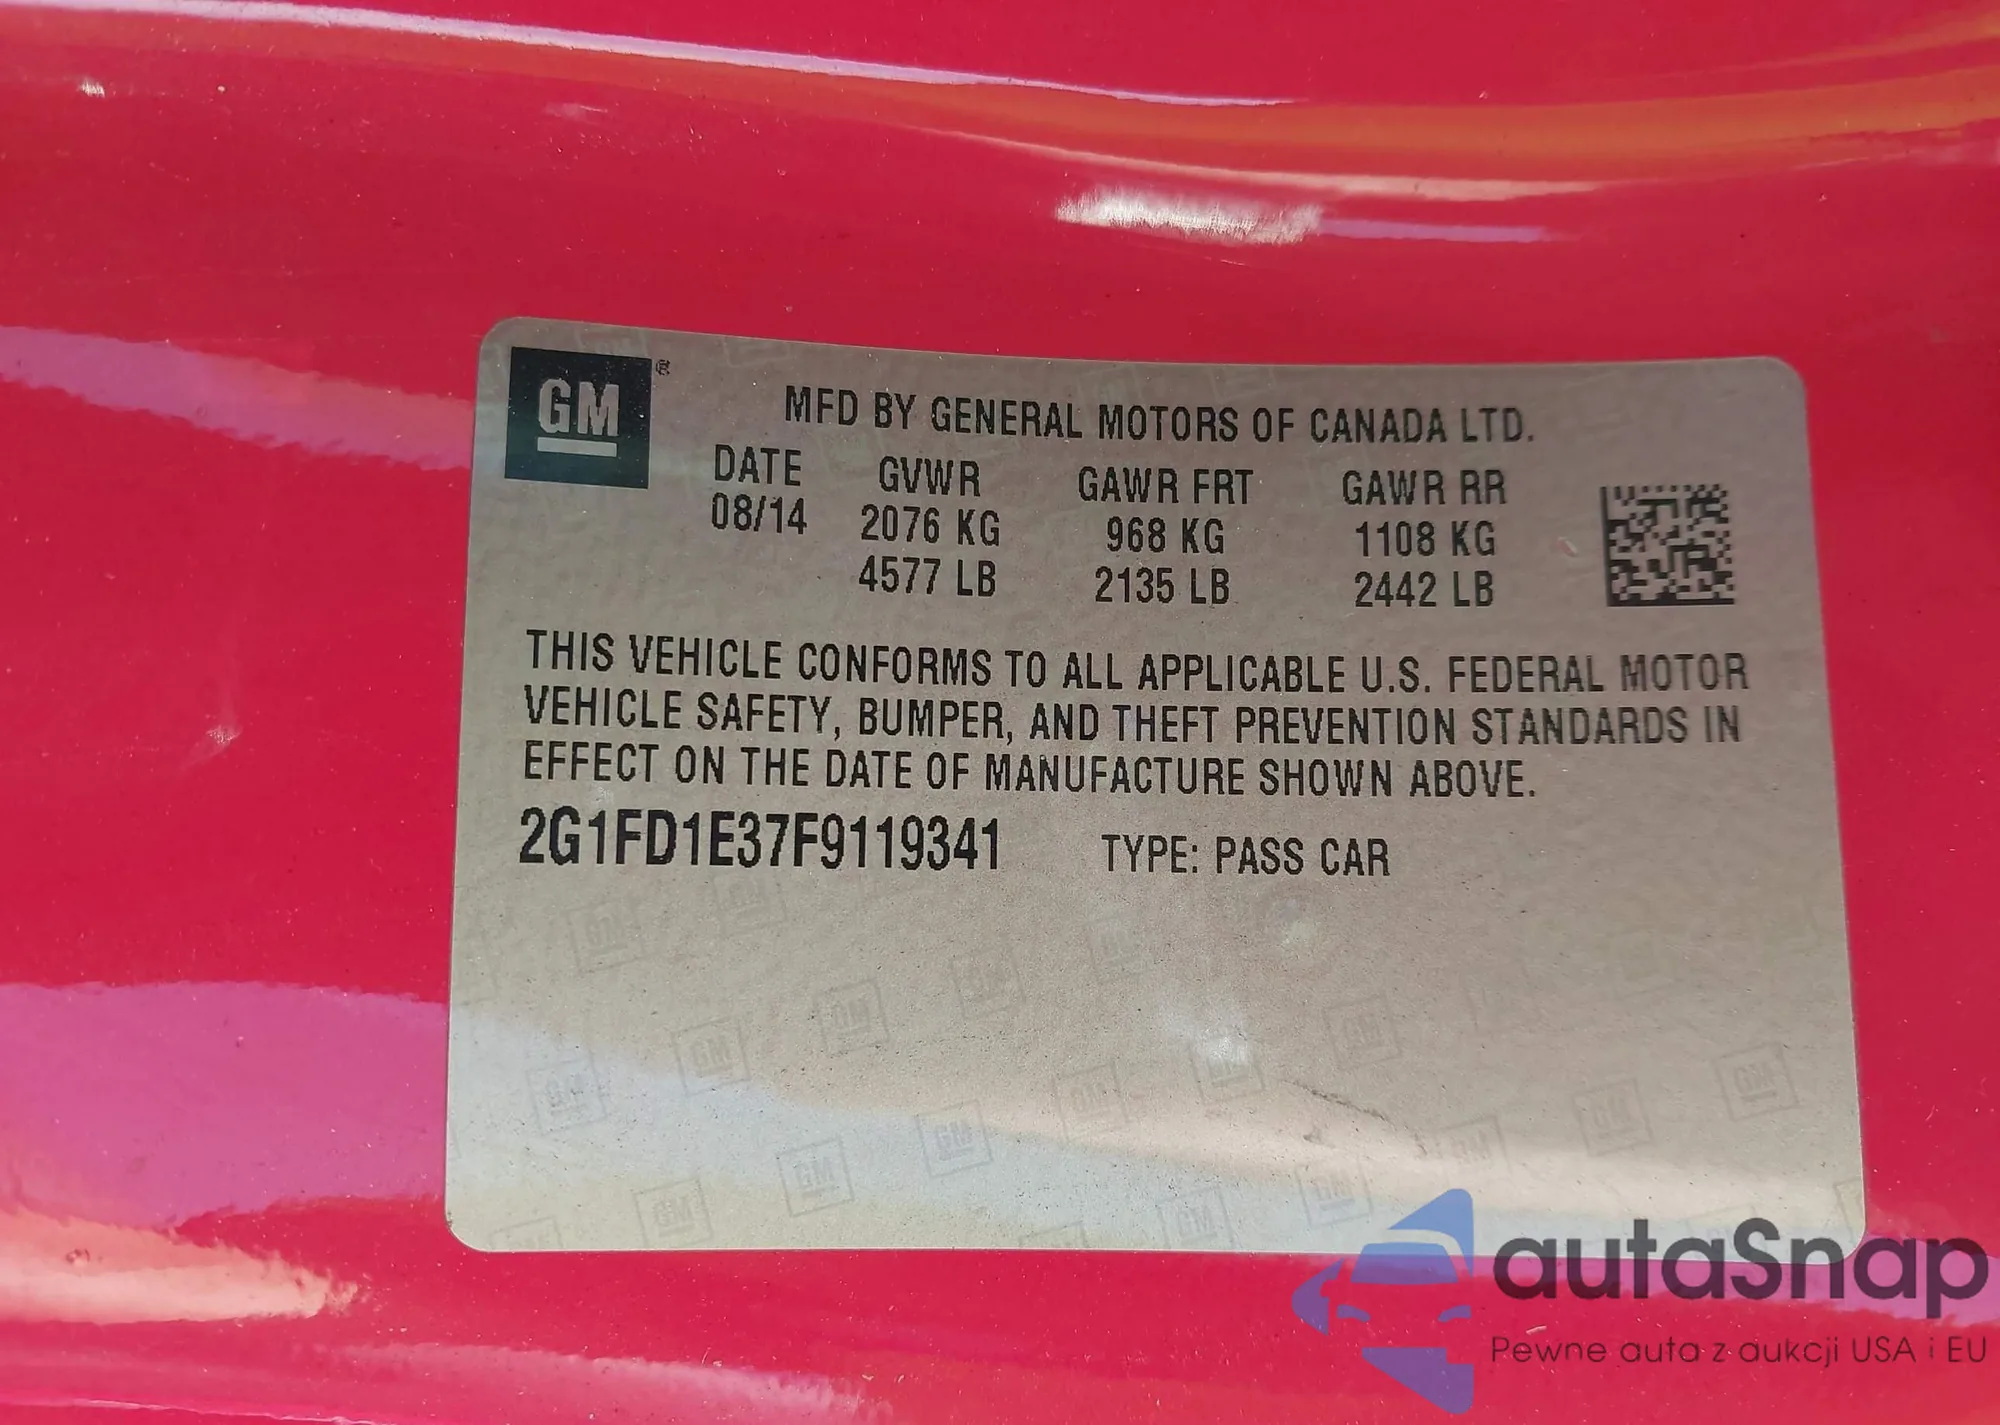 GM®
MFD BY GENERAL MOTORS OF CANADA LTD.
DATE GVWR GAWR FRT GAWR RR
08/14 2076 KG 968 KG 1108 KG
4577 LB 2135 LB 2442 LB
THIS VEHICLE CONFORMS TO ALL APPLICABLE U.S. FEDERAL MOTOR
VEHICLE SAFETY, BUMPER, AND THEFT PREVENTION STANDARDS IN
EFFECT ON THE DATE OF MANUFACTURE SHOWN ABOVE.
2G1FD1E37F9119341 TYPE: PASS CAR
autaSnap
Pewne auta z aukcji USA i EU